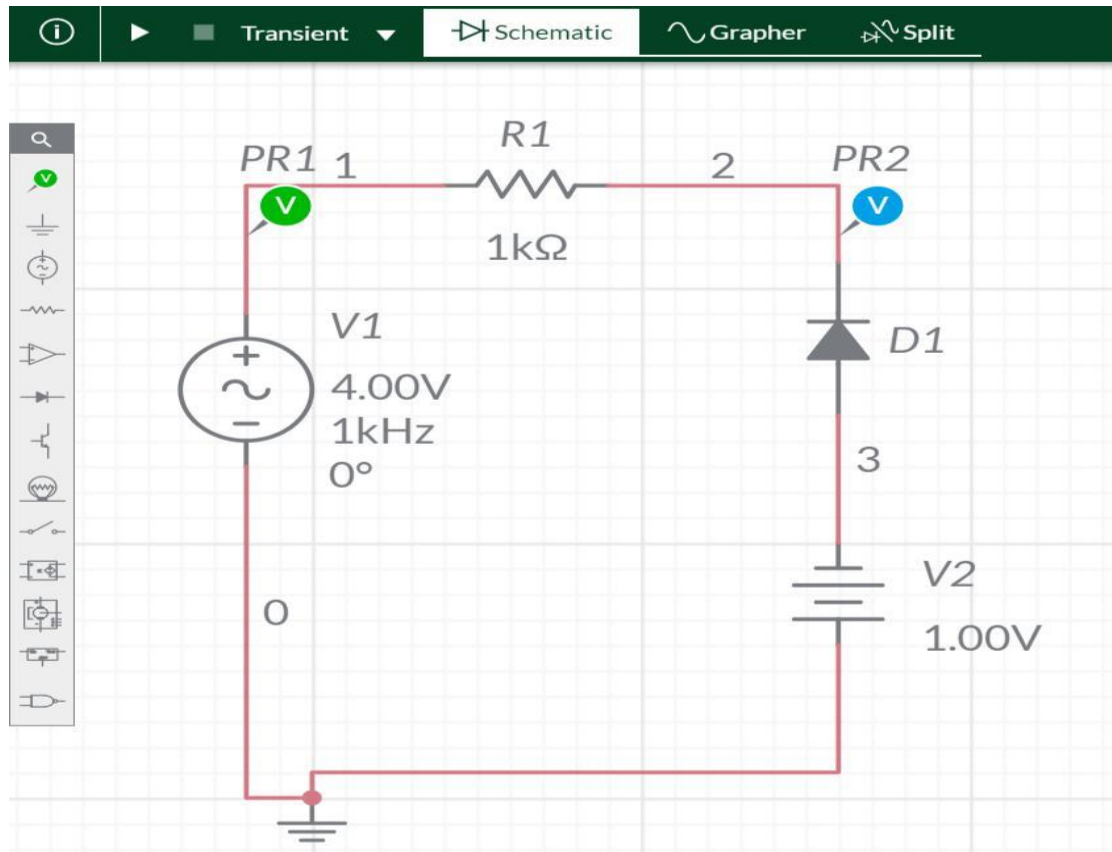 Transient Schematic Grapher Split
R1
PR1 1 2 PR2
V V
1kΩ
V1
D1
4.00V
1kHz
0°
3
V2
0
1.00V